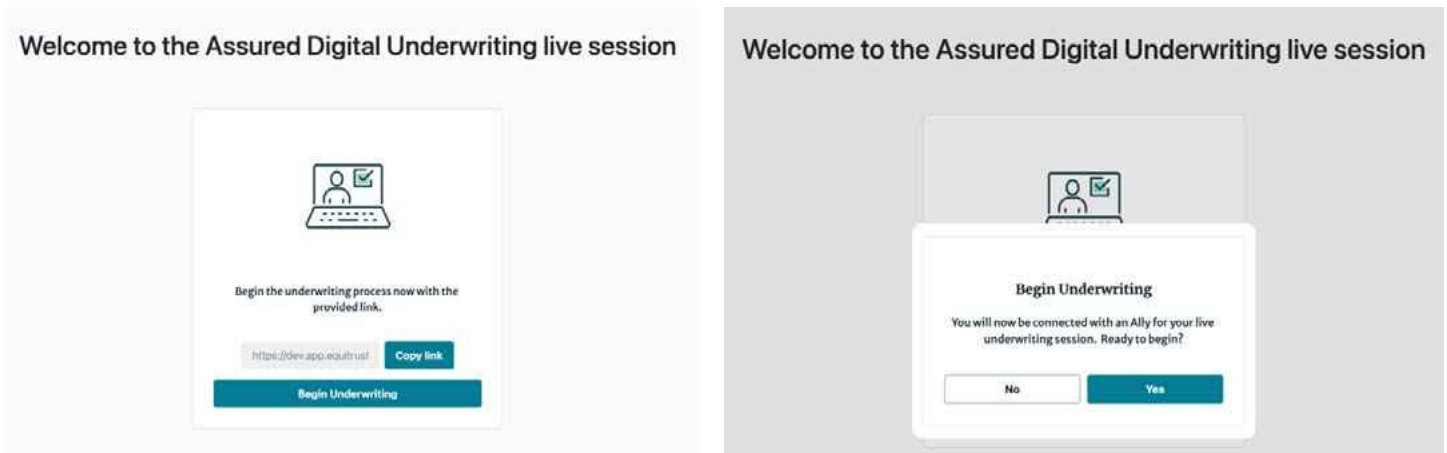 Welcome to the Assured Digital Underwriting live session
Begin the underwriting process now with the
provided link.
https://dev.app.equitrust
Copy link
Begin Underwriting
Welcome to the Assured Digital Underwriting live session
Begin Underwriting
You will now be connected with an Ally for your live
underwriting session. Ready to begin?
No
Yes